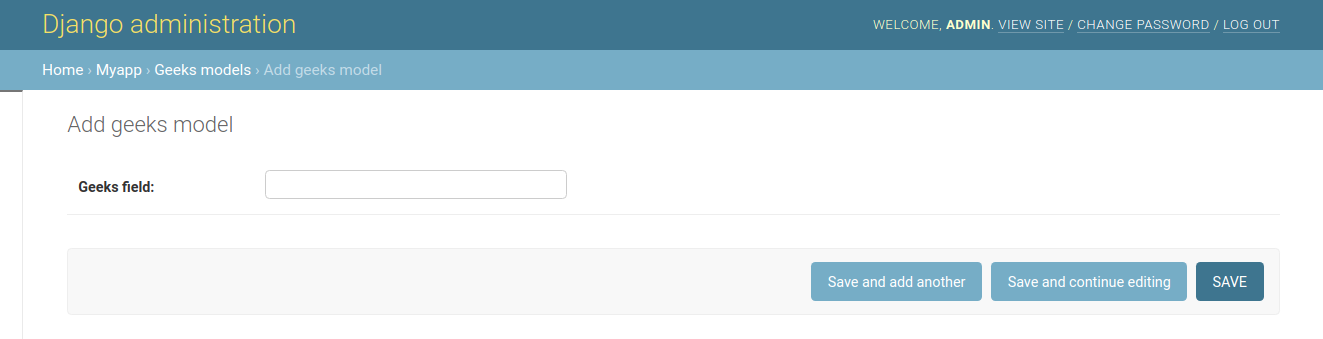 Django administration
WELCOME, ADMIN. VIEW SITE / CHANGE PASSWORD / LOG OUT
Home › Myapp › Geeks models › Add geeks model
Add geeks model
Geeks field:
Save and add another
Save and continue editing
SAVE